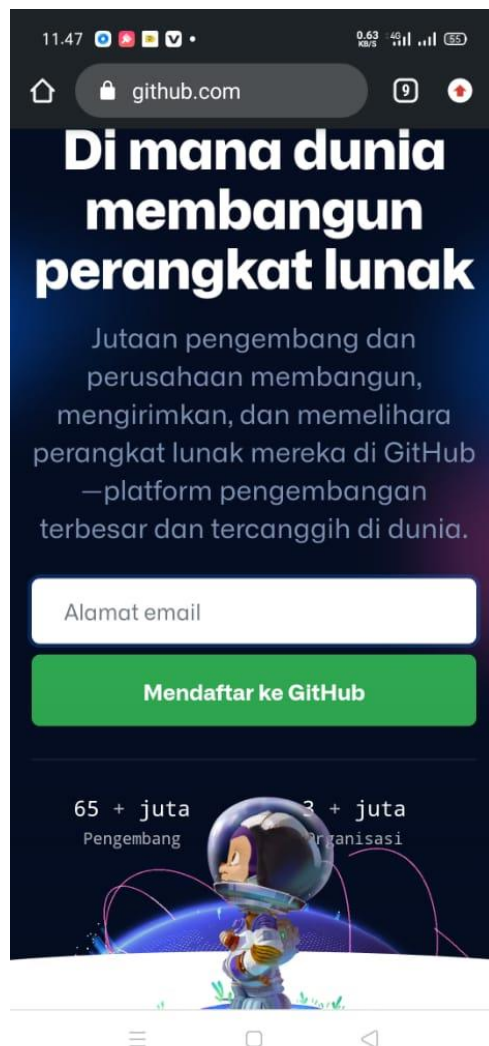 11.47
0.63 KB/S 4G 55
github.com 9
Di mana dunia
membangun
perangkat lunak
Jutaan pengembang dan
perusahaan membangun,
mengirimkan, dan memelihara
perangkat lunak mereka di GitHub
—platform pengembangan
terbesar dan tercanggih di dunia.
Alamat email
Mendaftar ke GitHub
65 + juta 3 + juta
Pengembang Organisasi